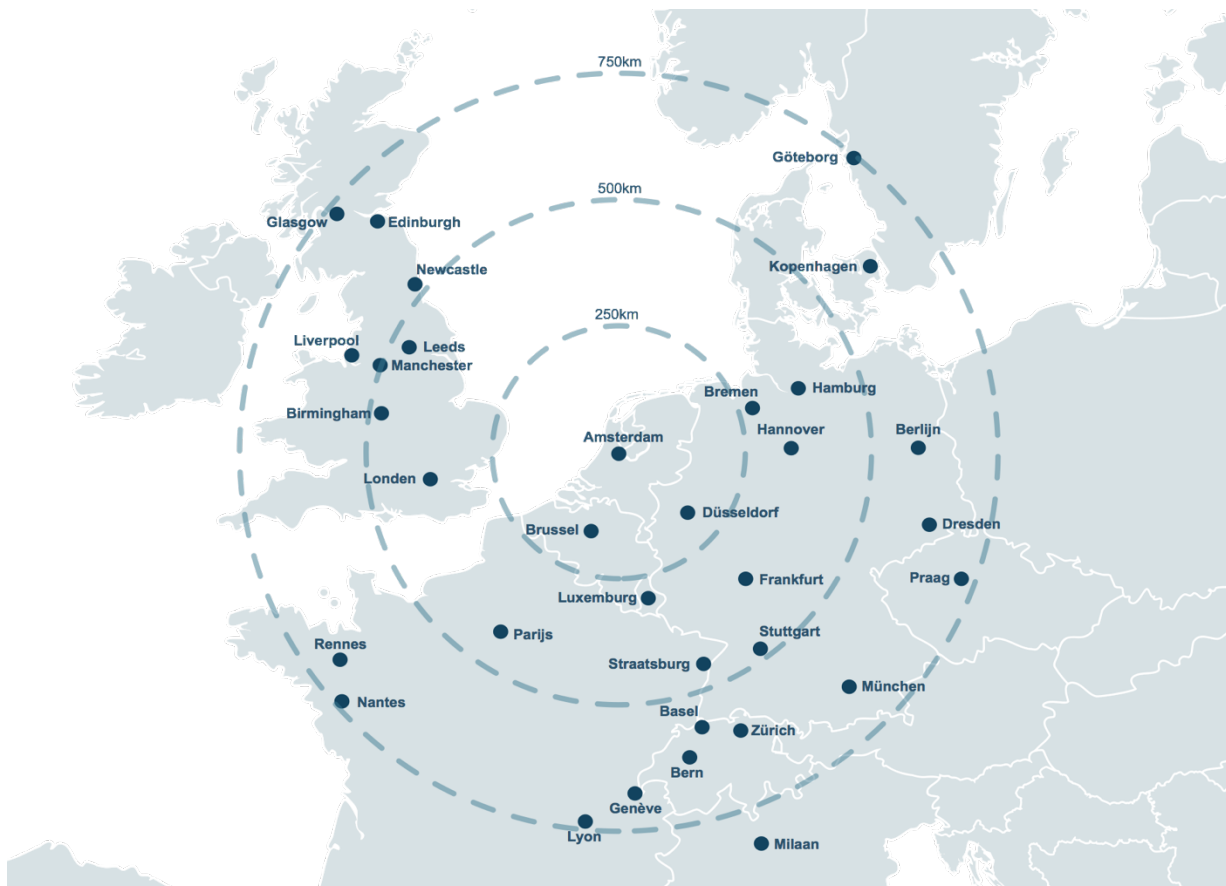 750km
Göteborg
500km
Glasgow
Edinburgh
Kopenhagen
Newcastle
250km
Liverpool
Leeds
Manchester
Hamburg
Bremen
Birmingham
Hannover
Berlijn
Amsterdam
Londen
Düsseldorf
Dresden
Brussel
Frankfurt
Praag
Luxemburg
Parijs
Stuttgart
Rennes
Straatsburg
München
Nantes
Basel
Zürich
Bern
Genève
Lyon
Milaan